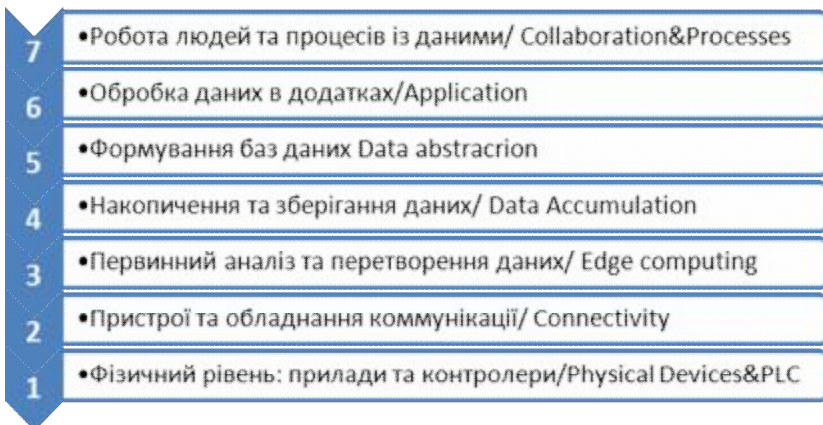 7 •Робота людей та процесів із даними/ Collaboration&Processes
6 •Обробка даних в додатках/Application
5 •Формування баз даних Data abstracrion
4 •Накопичення та зберігання даних/ Data Accumulation
3 •Первинний аналіз та перетворення даних/ Edge computing
2 •Пристрої та обладнання коммунікації/ Connectivity
1 •Фізичний рівень: прилади та контролери/Physical Devices&PLC